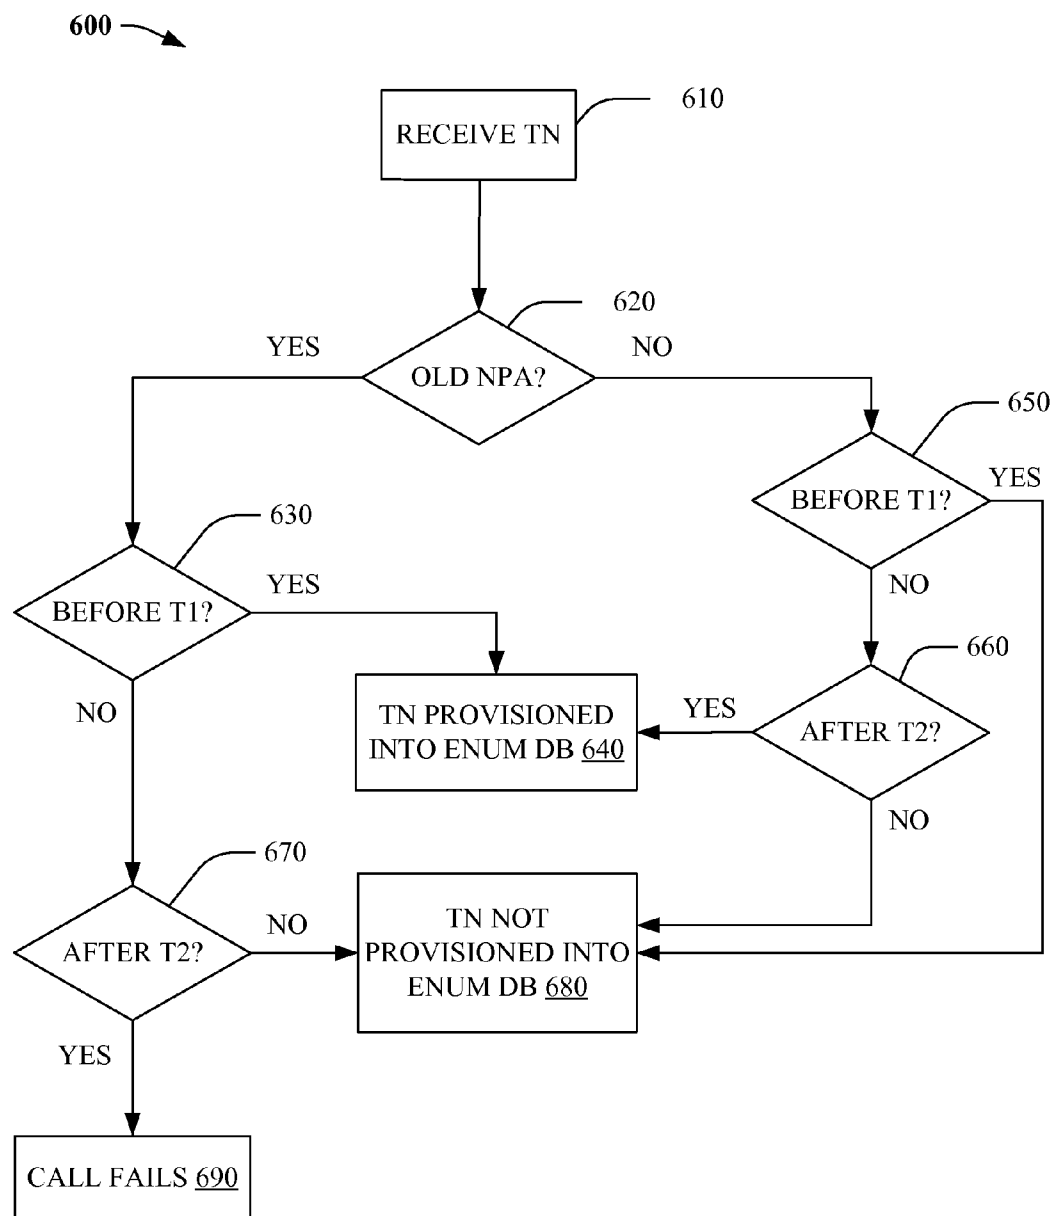 600
610
RECEIVE TN
620
YES
NO
OLD NPA?
650
BEFORE T1?
YES
630
YES
BEFORE T1?
NO
660
NO
TN PROVISIONED
INTO ENUM DB 640
YES
AFTER T2?
NO
670
NO
AFTER T2?
TN NOT
PROVISIONED INTO
ENUM DB 680
YES
CALL FAILS 690